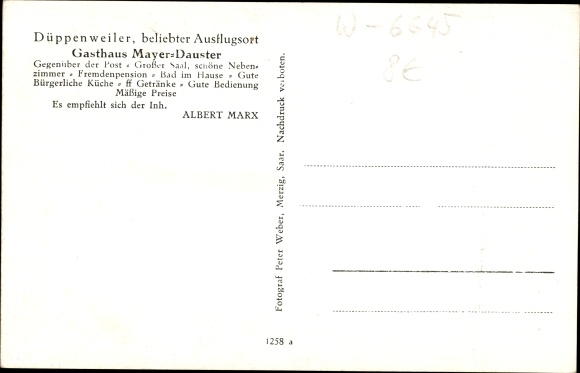 Düppenweiler, beliebter Ausflugsort
Gasthaus Mayer=Dauster
Gegenüber der Post » Großer Saal, schöne Neben=
zimmer » Fremdenpension » Bad im Hause » Gute
Bürgerliche Küche » ff Getränke » Gute Bedienung
Mäßige Preise
Es empfiehlt sich der Inh.
ALBERT MARX
Fotograf Peter Weber, Merzig, Saar. Nachdruck verboten.
1258 a
W-6645
8€